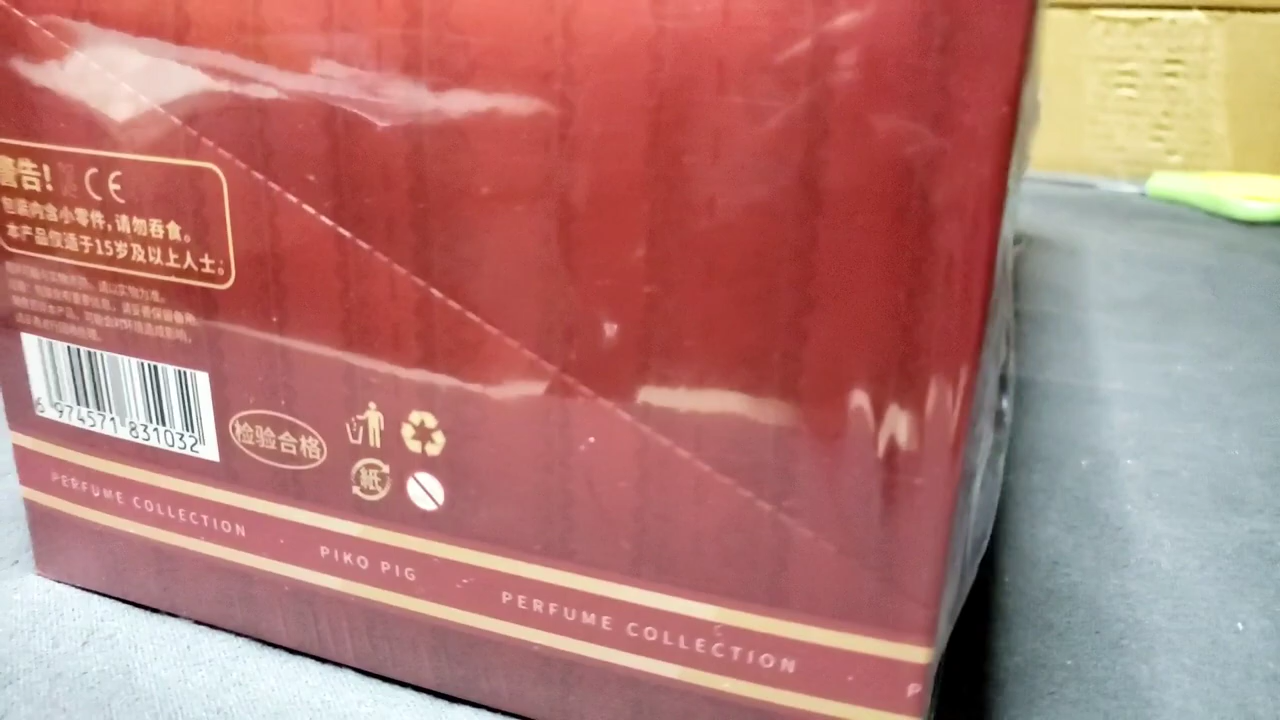 警告! CE
包装内含小零件,请勿吞食。
本产品仅适于15岁及以上人士。
6 974571 831032
检验合格
紙
PERFUME COLLECTION · PIKO PIG · PERFUME COLLECTION P